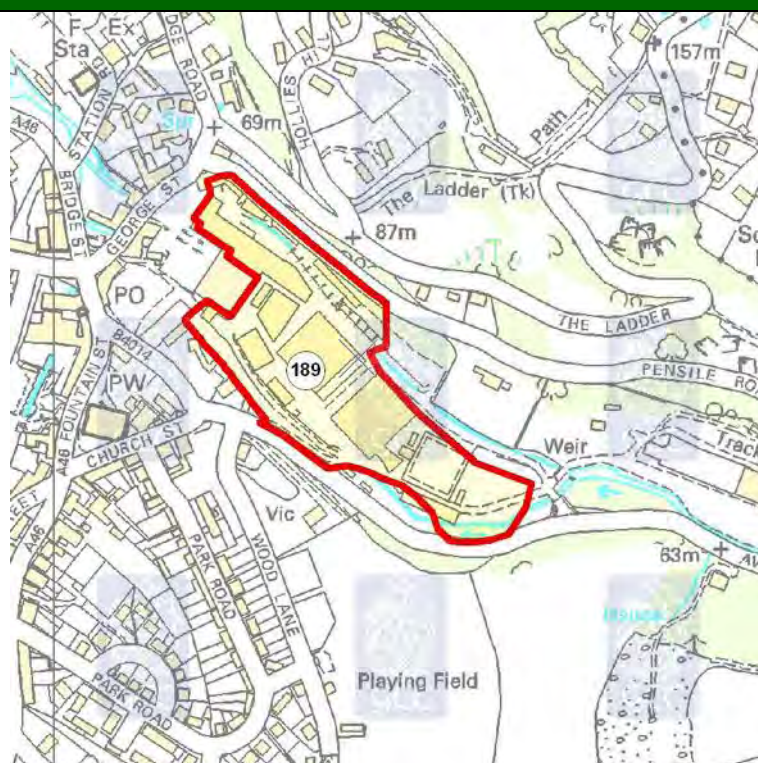 F Ex
Sta
STATION RD
DGE ROAD
A46
BRIDGE ST
GEORGE ST
Spr
69m
HOLLIES HILL
Path
157m
The Ladder (Tk)
87m
THE LADDER
PENSILE RO
PO
B4014
PW
A46 FOUNTAIN S
CHURCH ST
189
Weir
Track
Vic
A46
PARK ROAD
WOOD LANE
63m
AV
Playing Field
PARK ROAD